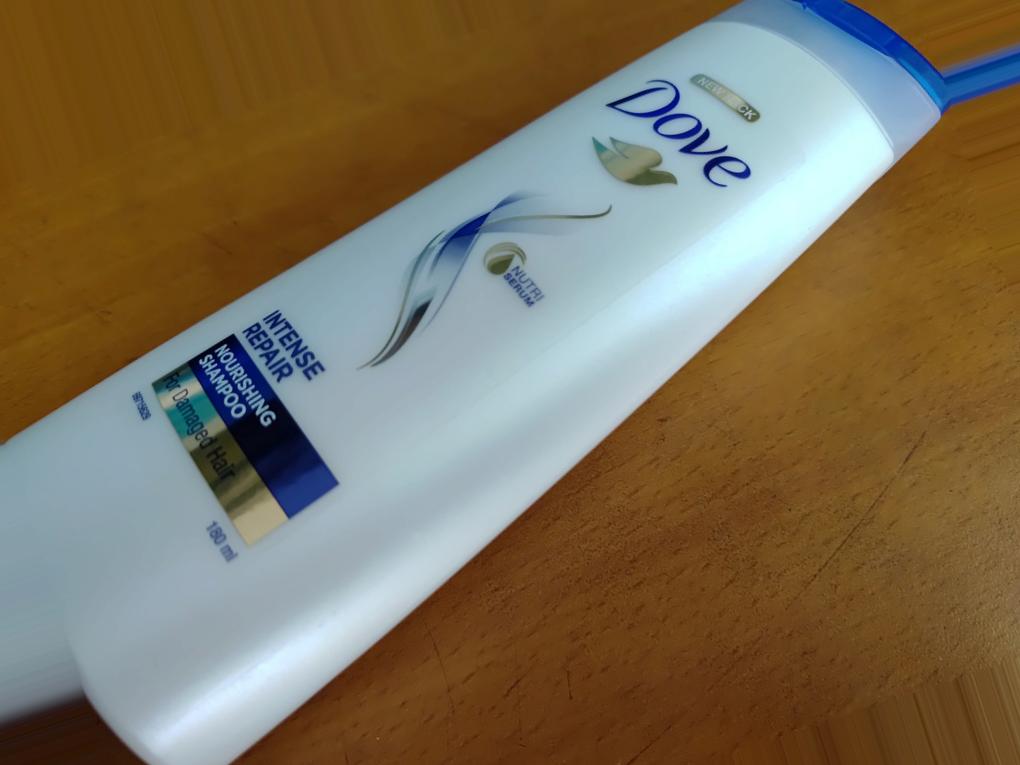 NEW PACK
Dove
NUTRI
SERUM
INTENSE
REPAIR
NOURISHING
SHAMPOO
For Damaged Hair
180 ml